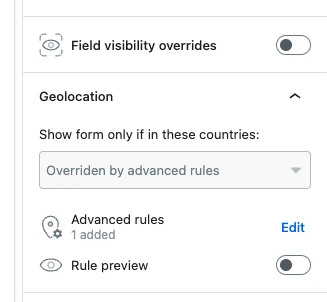 Field visibility overrides
Geolocation
Show form only if in these countries:
Overriden by advanced rules
Advanced rules
1 added
Edit
Rule preview